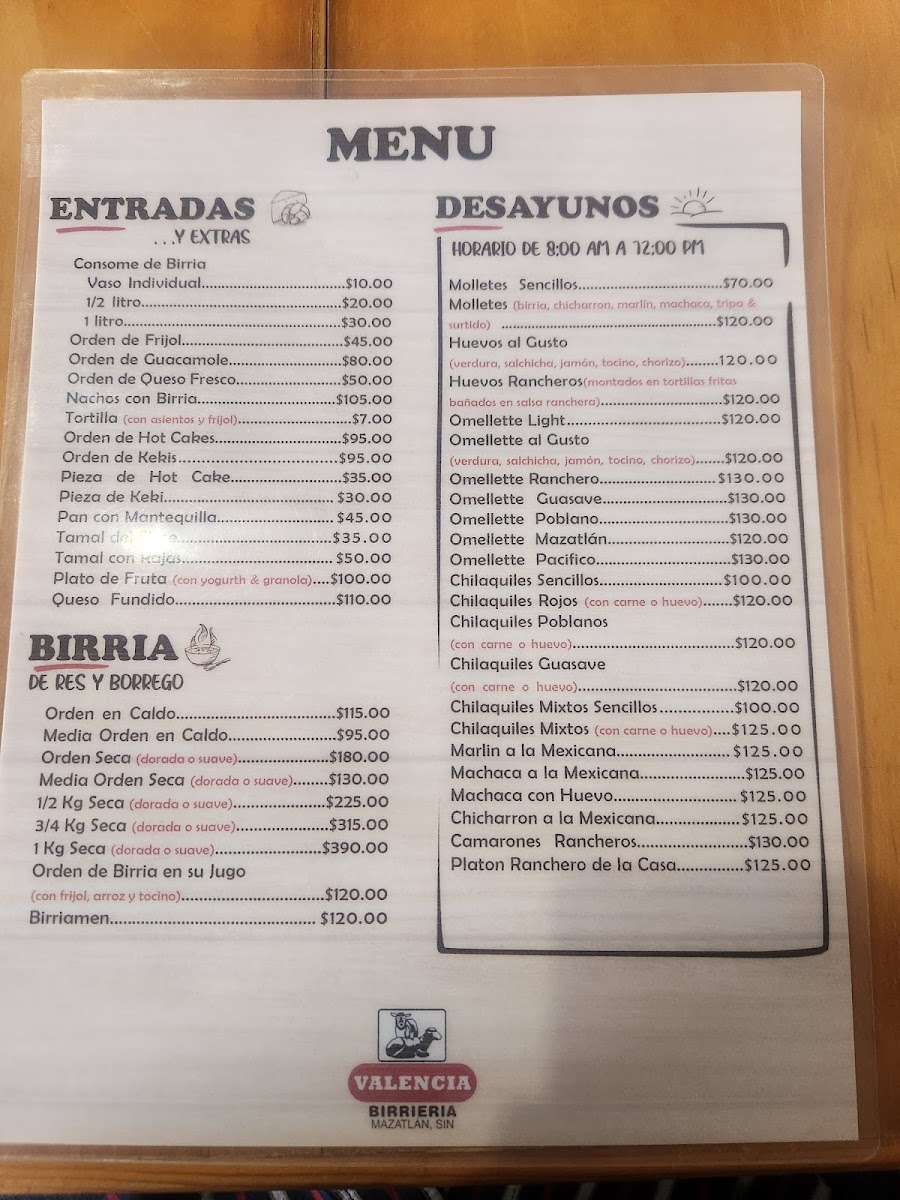 MENU
ENTRADAS
...Y EXTRAS
Consome de Birria
Vaso Individual.....$10.00
1/2 litro.....$20.00
1 litro.....$30.00
Orden de Frijol.....$45.00
Orden de Guacamole.....$80.00
Orden de Queso Fresco.....$50.00
Nachos con Birria.....$105.00
Tortilla (con asientos y frijol).....$7.00
Orden de Hot Cakes.....$95.00
Orden de Kekis.....$95.00
Pieza de Hot Cake.....$35.00
Pieza de Keki.....$30.00
Pan con Mantequilla.....$45.00
Tamal.....$35.00
Tamal con Rajas.....$50.00
Plato de Fruta (con yogurth & granola)....$100.00
Queso Fundido.....$110.00
BIRRIA
DE RES Y BORREGO
Orden en Caldo.....$115.00
Media Orden en Caldo.....$95.00
Orden Seca (dorada o suave).....$180.00
Media Orden Seca (dorada o suave).....$130.00
1/2 Kg Seca (dorada o suave).....$225.00
3/4 Kg Seca (dorada o suave).....$315.00
1 Kg Seca (dorada o suave).....$390.00
Orden de Birria en su Jugo
(con frijol, arroz y tocino).....$120.00
Birriamen.....$120.00
DESAYUNOS
HORARIO DE 8:00 AM A 12:00 PM
Molletes Sencillos.....$70.00
Molletes (birria, chicharron, marlín, machaca, tripa &
surtido) .....$120.00
Huevos al Gusto
(verdura, salchicha, jamón, tocino, chorizo).....120.00
Huevos Rancheros(montados en tortillas fritas
bañados en salsa ranchera).....$120.00
Omellette Light.....$120.00
Omellette al Gusto
(verdura, salchicha, jamón, tocino, chorizo).....$120.00
Omellette Ranchero.....$130.00
Omellette Guasave.....$130.00
Omellette Poblano.....$130.00
Omellette Mazatlán.....$120.00
Omellette Pacifico.....$130.00
Chilaquiles Sencillos.....$100.00
Chilaquiles Rojos (con carne o huevo).....$120.00
Chilaquiles Poblanos
(con carne o huevo).....$120.00
Chilaquiles Guasave
(con carne o huevo).....$120.00
Chilaquiles Mixtos Sencillos.....$100.00
Chilaquiles Mixtos (con carne o huevo)....$125.00
Marlin a la Mexicana.....$125.00
Machaca a la Mexicana.....$125.00
Machaca con Huevo.....$125.00
Chicharron a la Mexicana.....$125.00
Camarones Rancheros.....$130.00
Platon Ranchero de la Casa.....$125.00
VALENCIA
BIRRIERIA
MAZATLAN, SIN